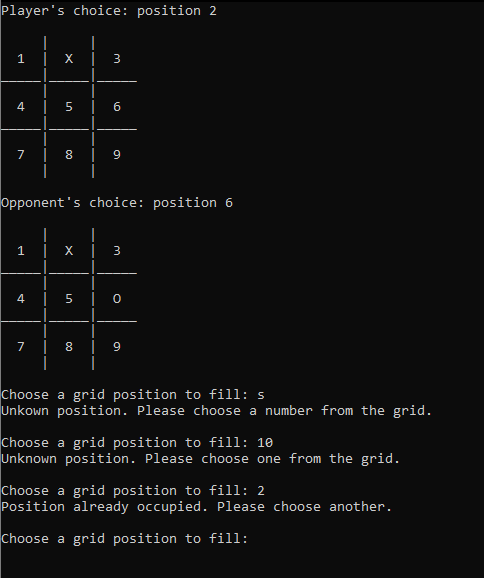 Player's choice: position 2
1 | X | 3
4 | 5 | 6
7 | 8 | 9
Opponent's choice: position 6
1 | X | 3
4 | 5 | O
7 | 8 | 9
Choose a grid position to fill: s
Unkown position. Please choose a number from the grid.
Choose a grid position to fill: 10
Unknown position. Please choose one from the grid.
Choose a grid position to fill: 2
Position already occupied. Please choose another.
Choose a grid position to fill: